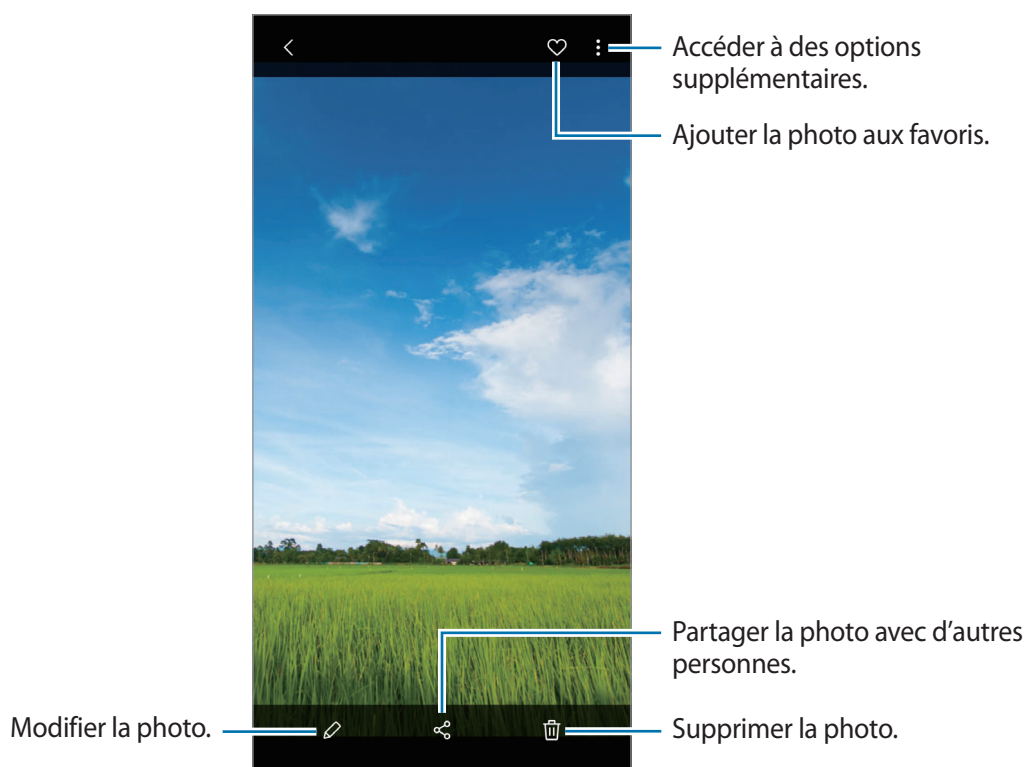 Accéder à des options
supplémentaires.
Ajouter la photo aux favoris.
Partager la photo avec d’autres
personnes.
Modifier la photo.
Supprimer la photo.